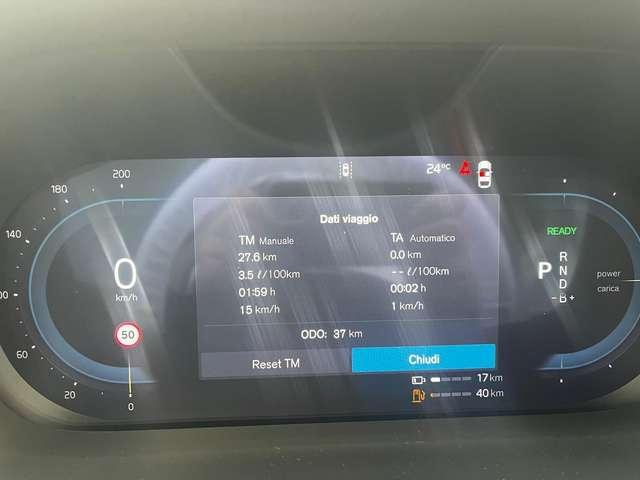 24°C
200
180
140
60
20
0
0
km/h
50
Dati viaggio
TM Manuale
TA Automatico
27.6 km
0.0 km
3.5 ℓ/100km
-- ℓ/100km
01:59 h
00:02 h
15 km/h
1 km/h
ODO: 37 km
Reset TM
Chiudi
READY
P
R
N
D
-B+
power
carica
17 km
40 km